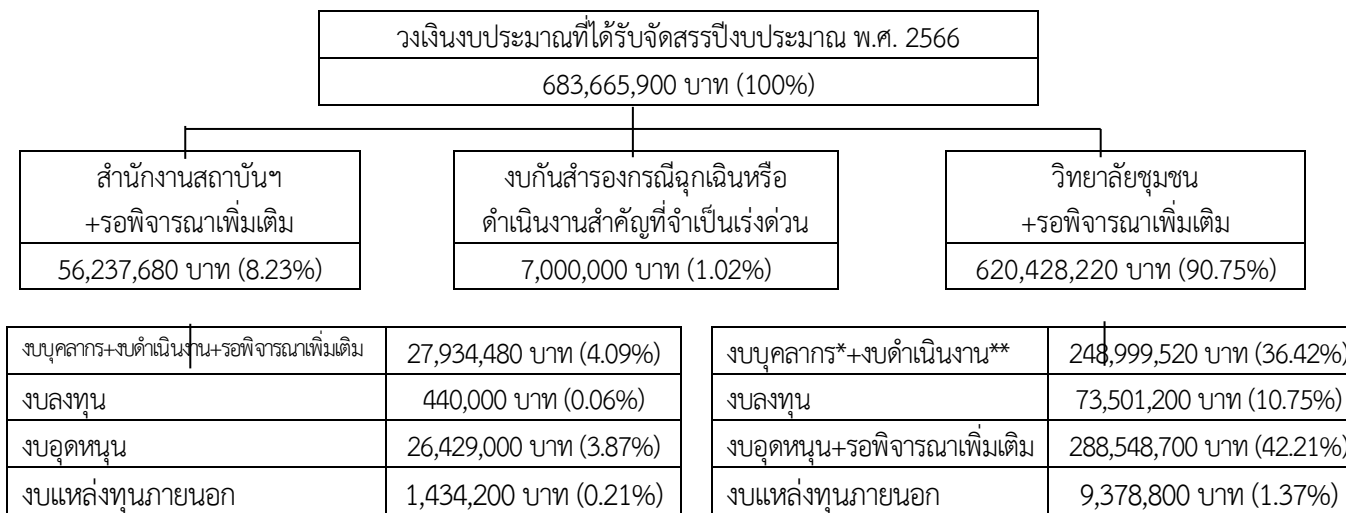 วงเงินงบประมาณที่ได้รับจัดสรรปีงบประมาณ พ.ศ. 2566
683,665,900 บาท (100%)
สำนักงานสถาบันฯ
+รอพิจารณาเพิ่มเติม
56,237,680 บาท (8.23%)
งบกันสำรองกรณีฉุกเฉินหรือ
ดำเนินงานสำคัญที่จำเป็นเร่งด่วน
7,000,000 บาท (1.02%)
วิทยาลัยชุมชน
+รอพิจารณาเพิ่มเติม
620,428,220 บาท (90.75%)
งบบุคลากร+งบดำเนินงาน+รอพิจารณาเพิ่มเติม 27,934,480 บาท (4.09%)
งบลงทุน 440,000 บาท (0.06%)
งบอุดหนุน 26,429,000 บาท (3.87%)
งบแหล่งทุนภายนอก 1,434,200 บาท (0.21%)
งบบุคลากร*+งบดำเนินงาน** 248,999,520 บาท (36.42%)
งบลงทุน 73,501,200 บาท (10.75%)
งบอุดหนุน+รอพิจารณาเพิ่มเติม 288,548,700 บาท (42.21%)
งบแหล่งทุนภายนอก 9,378,800 บาท (1.37%)